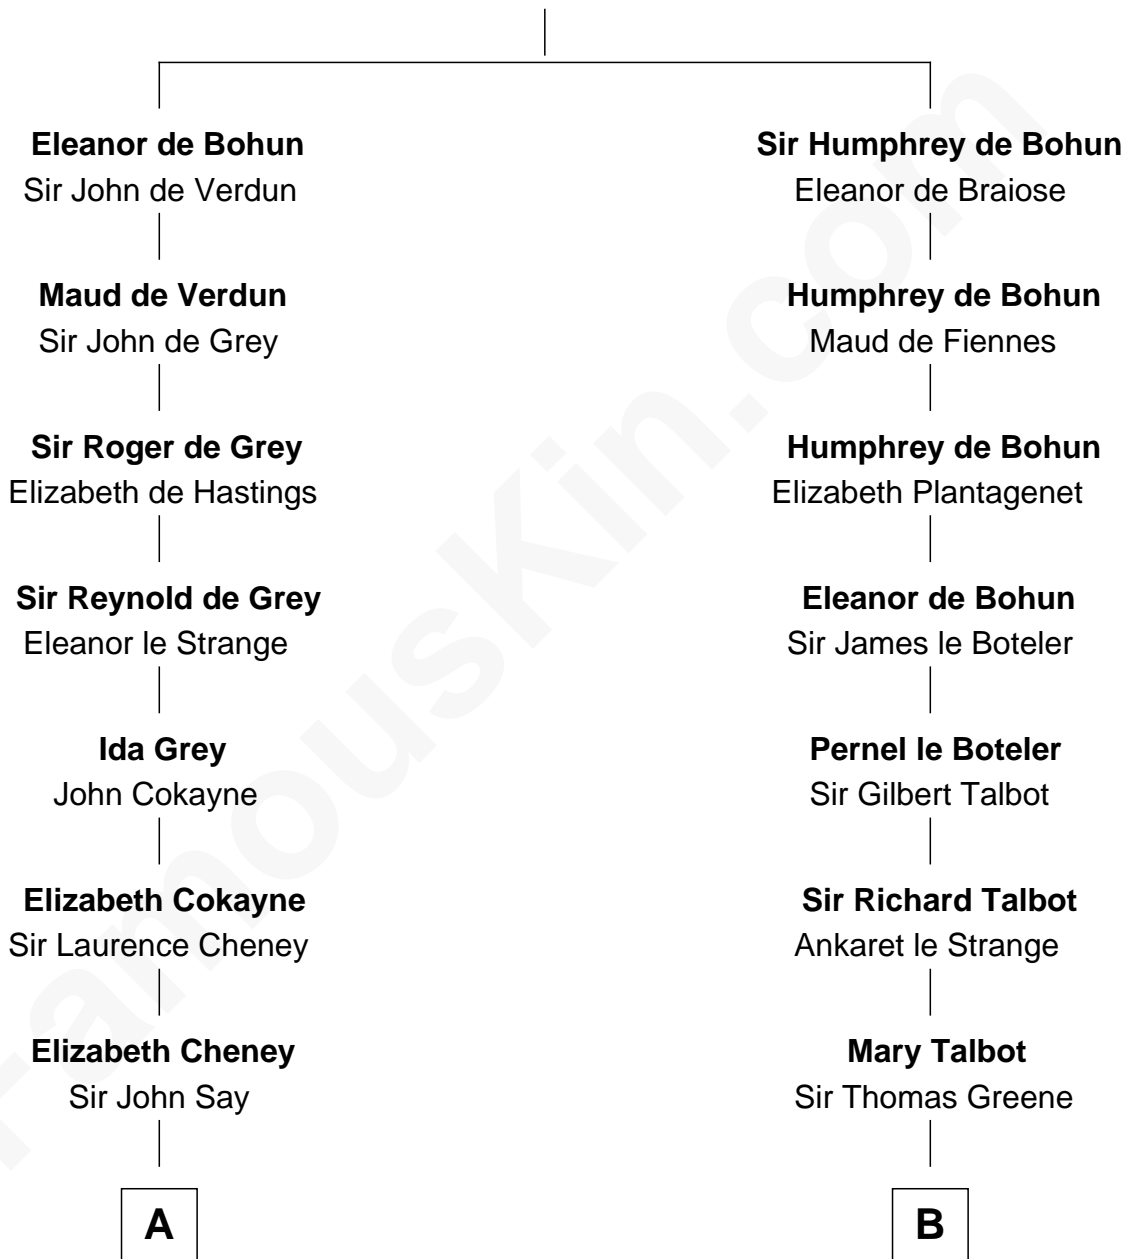 Eleanor de Bohun
Sir John de Verdun
Sir Humphrey de Bohun
Eleanor de Braiose
Maud de Verdun
Sir John de Grey
Humphrey de Bohun
Maud de Fiennes
Sir Roger de Grey
Elizabeth de Hastings
Humphrey de Bohun
Elizabeth Plantagenet
Sir Reynold de Grey
Eleanor le Strange
Eleanor de Bohun
Sir James le Boteler
Ida Grey
John Cokayne
Pernel le Boteler
Sir Gilbert Talbot
Elizabeth Cokayne
Sir Laurence Cheney
Sir Richard Talbot
Ankaret le Strange
Elizabeth Cheney
Sir John Say
Mary Talbot
Sir Thomas Greene
A
B
FamousKin.com